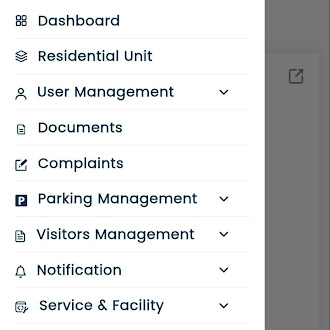 Dashboard
Residential Unit
User Management
Documents
Complaints
P Parking Management
Visitors Management
Notification
Service & Facility